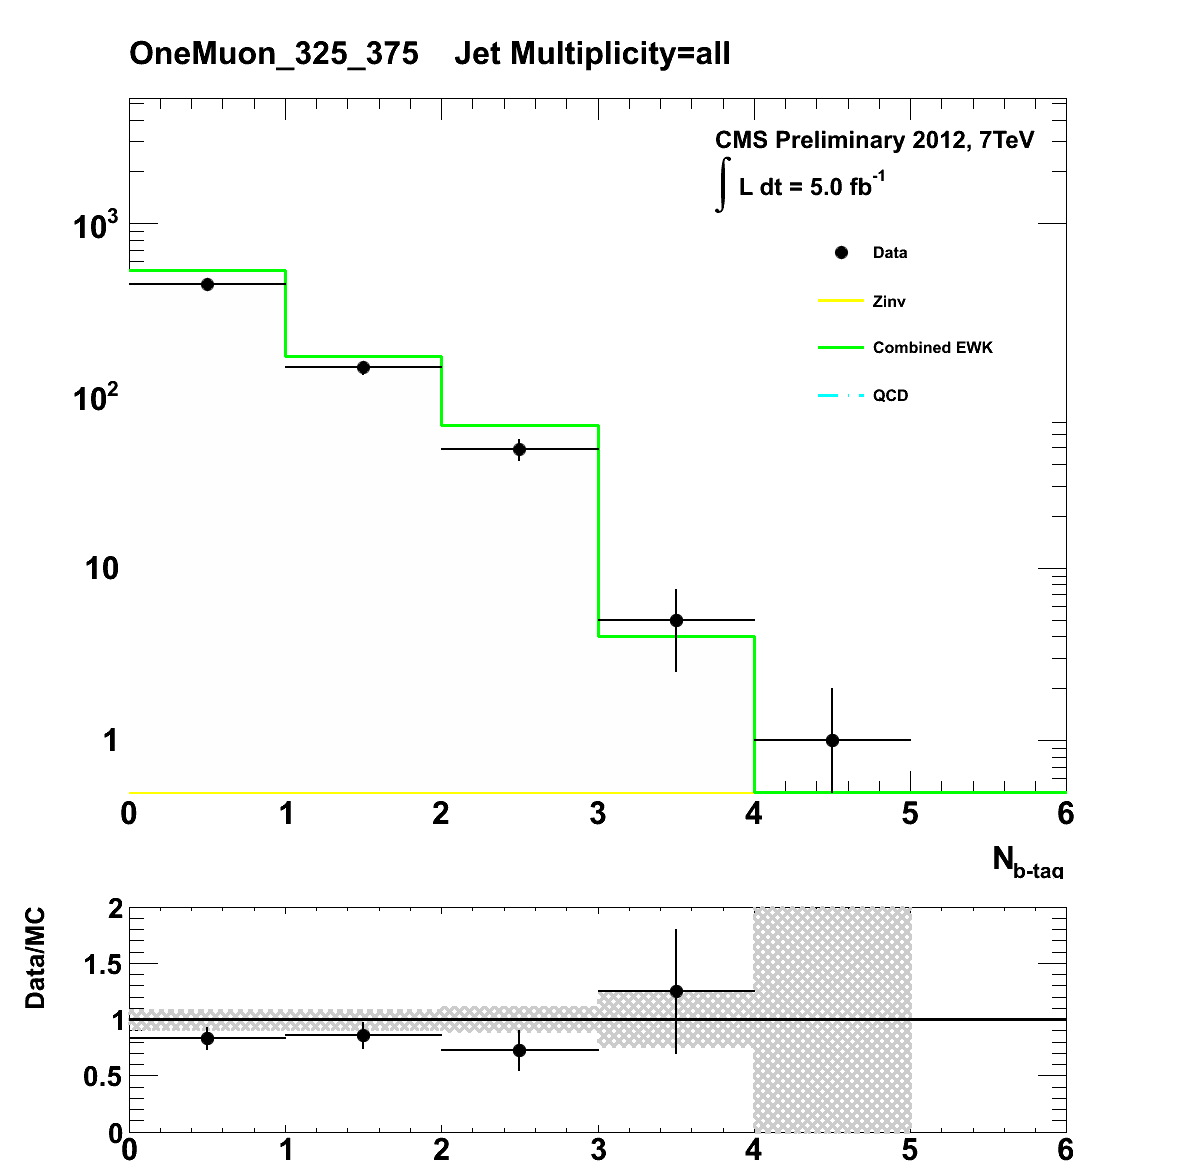 OneMuon_325_375 Jet Multiplicity=all
CMS Preliminary 2012, 7TeV
∫ L dt = 5.0 fb⁻¹
Data
Zinv
Combined EWK
QCD
10³
10²
10
1
0 1 2 3 4 5 6
N_b-tag
Data/MC
2
1.5
1
0.5
0
0 1 2 3 4 5 6